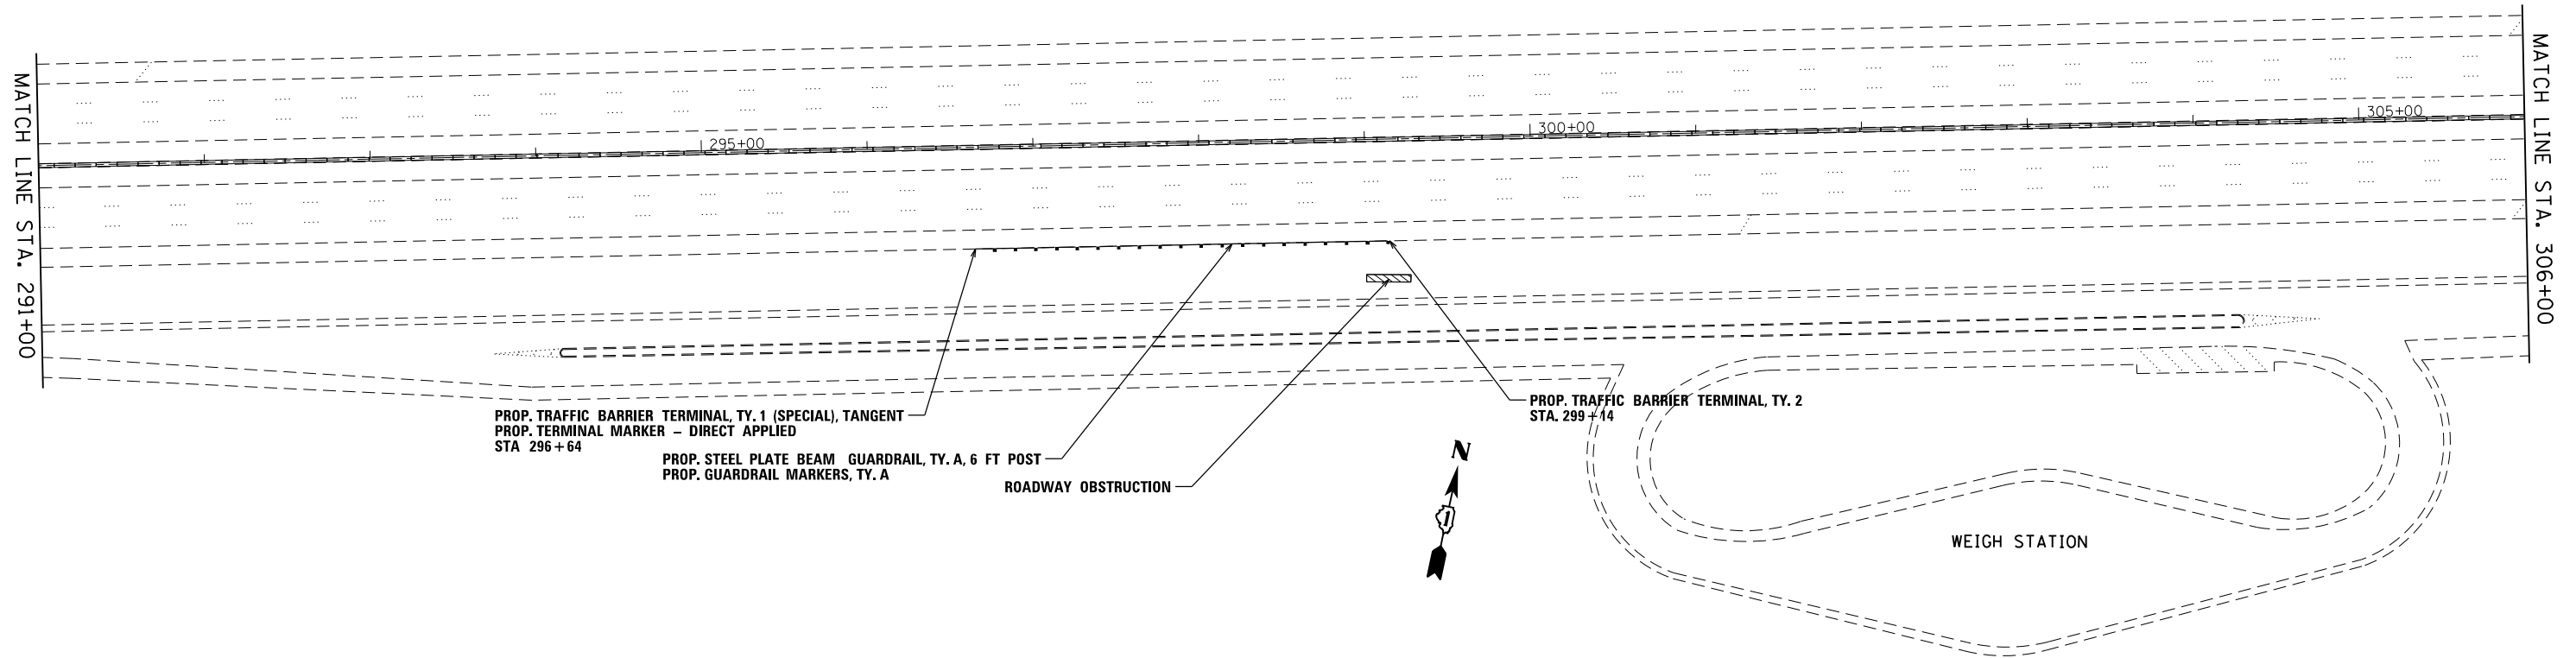 MATCH LINE STA. 291+00
295+00
300+00
305+00
MATCH LINE STA. 306+00
PROP. TRAFFIC BARRIER TERMINAL, TY. 1 (SPECIAL), TANGENT
PROP. TERMINAL MARKER - DIRECT APPLIED
STA 296+64
PROP. STEEL PLATE BEAM GUARDRAIL, TY. A, 6 FT POST
PROP. GUARDRAIL MARKERS, TY. A
ROADWAY OBSTRUCTION
PROP. TRAFFIC BARRIER TERMINAL, TY. 2
STA. 299+14
N
1
WEIGH STATION